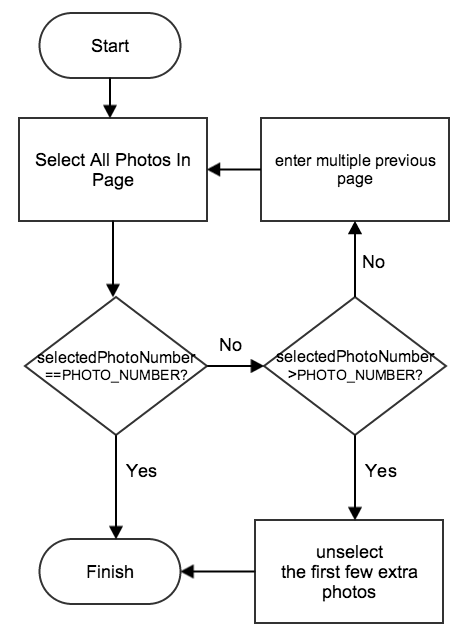 Start
Select All Photos In
Page
enter multiple previous
page
No
selectedPhotoNumber
==PHOTO_NUMBER?
No
selectedPhotoNumber
>PHOTO_NUMBER?
Yes
Yes
Finish
unselect
the first few extra
photos